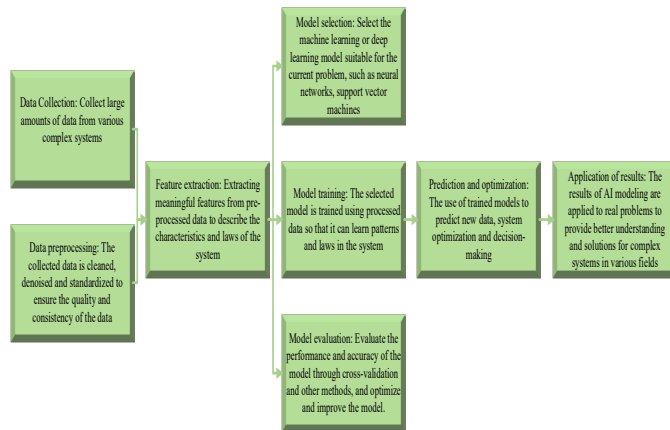 Data Collection: Collect large
amounts of data from various
complex systems
Data preprocessing: The
collected data is cleaned,
denoised and standardized to
ensure the quality and
consistency of the data
Feature extraction: Extracting
meaningful features from pre-
processed data to describe the
characteristics and laws of the
system
Model selection: Select the
machine learning or deep
learning model suitable for the
current problem, such as neural
networks, support vector
machines
Model training: The selected
model is trained using processed
data so that it can learn patterns
and laws in the system
Model evaluation: Evaluate the
performance and accuracy of the
model through cross-validation
and other methods, and optimize
and improve the model.
Prediction and optimization:
The use of trained models to
predict new data, system
optimization and decision-
making
Application of results: The
results of AI modeling are
applied to real problems to
provide better understanding
and solutions for complex
systems in various fields